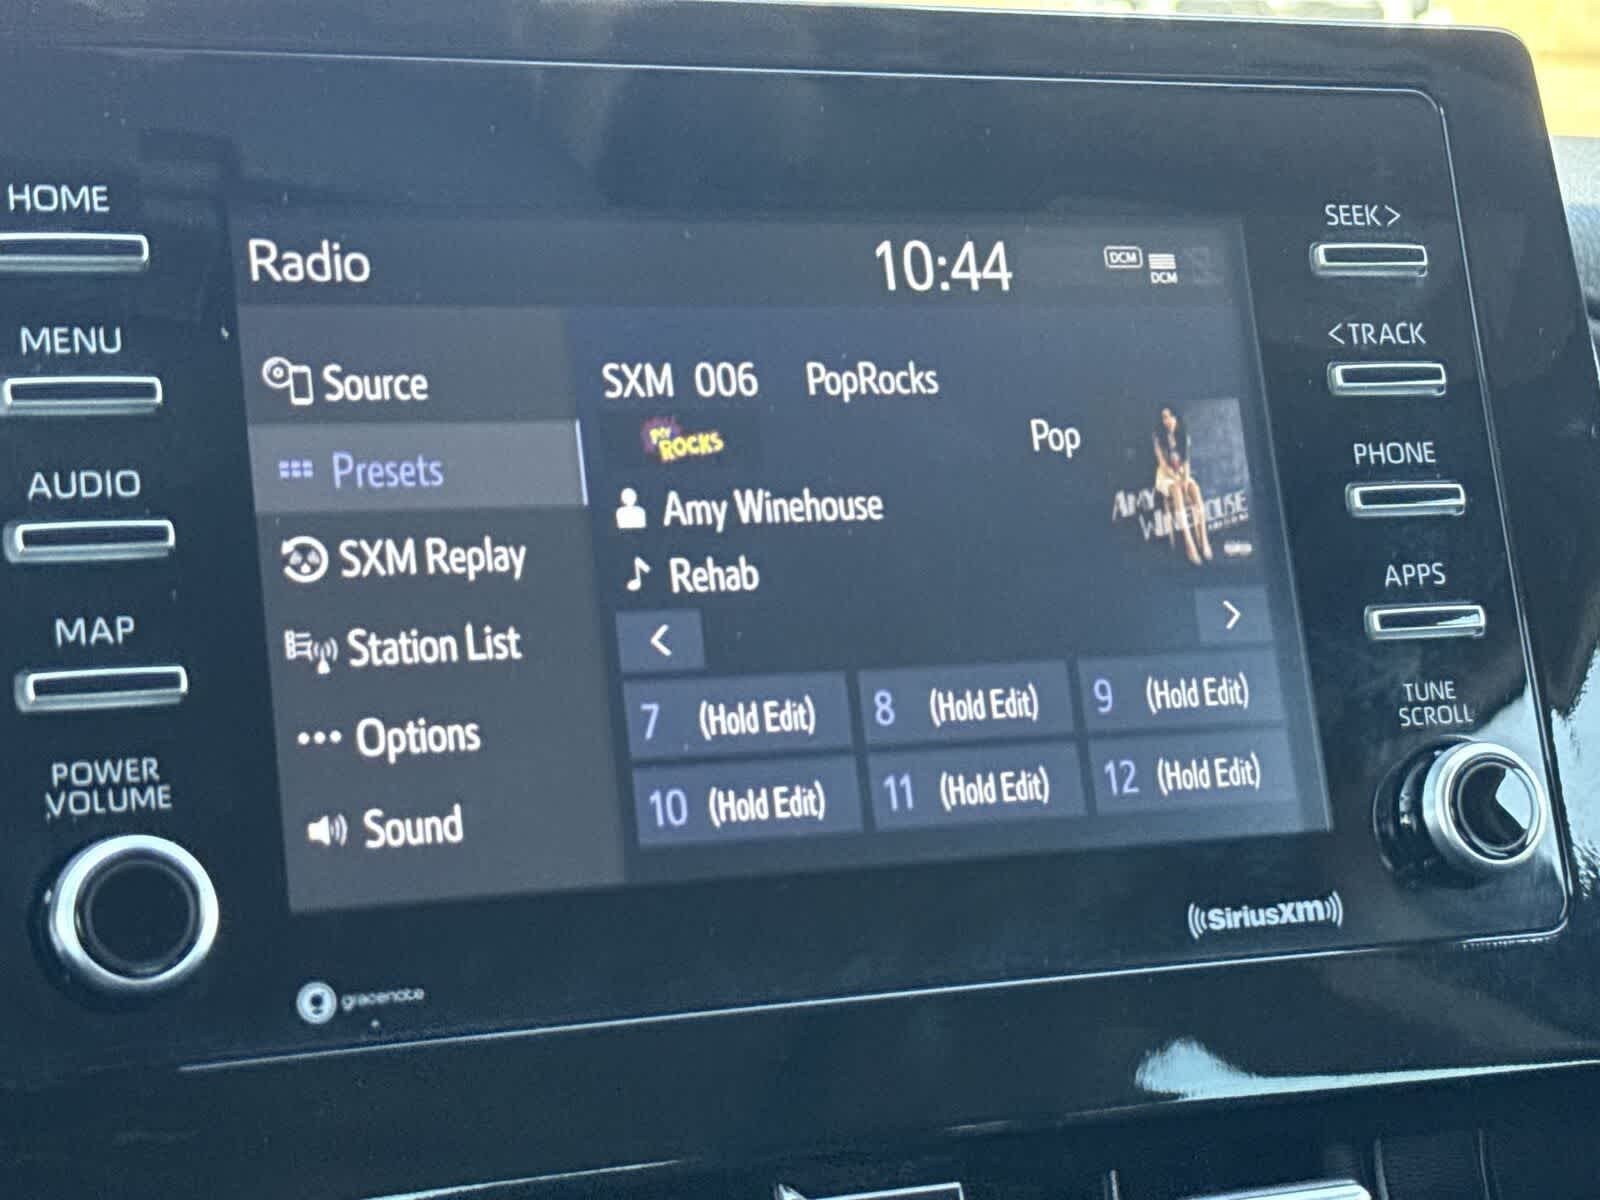 HOME
MENU
AUDIO
MAP
POWER
VOLUME
Radio
10:44
DCM
DCM
Source
Presets
SXM Replay
Station List
Options
Sound
SXM 006 PopRocks
POP
ROCKS
Pop
Amy Winehouse
Rehab
AMY
WINEHOUSE
<
>
7 (Hold Edit)
8 (Hold Edit)
9 (Hold Edit)
10 (Hold Edit)
11 (Hold Edit)
12 (Hold Edit)
SEEK>
<TRACK
PHONE
APPS
TUNE
SCROLL
((SiriusXM))
gracenote